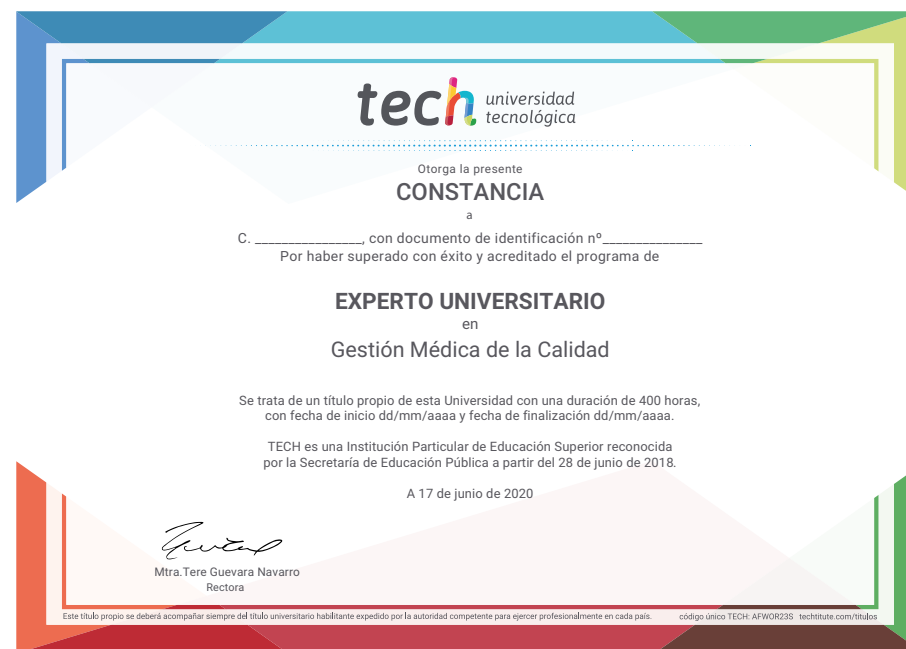 tech universidad
tecnológica
Otorga la presente
CONSTANCIA
a
C. ________________, con documento de identificación nº_______________
Por haber superado con éxito y acreditado el programa de
EXPERTO UNIVERSITARIO
en
Gestión Médica de la Calidad
Se trata de un título propio de esta Universidad con una duración de 400 horas,
con fecha de inicio dd/mm/aaaa y fecha de finalización dd/mm/aaaa.
TECH es una Institución Particular de Educación Superior reconocida
por la Secretaría de Educación Pública a partir del 28 de junio de 2018.
A 17 de junio de 2020
Mtra.Tere Guevara Navarro
Rectora
Este título propio se deberá acompañar siempre del título universitario habilitante expedido por la autoridad competente para ejercer profesionalmente en cada país. código único TECH: AFWOR23S techtitute.com/titulos